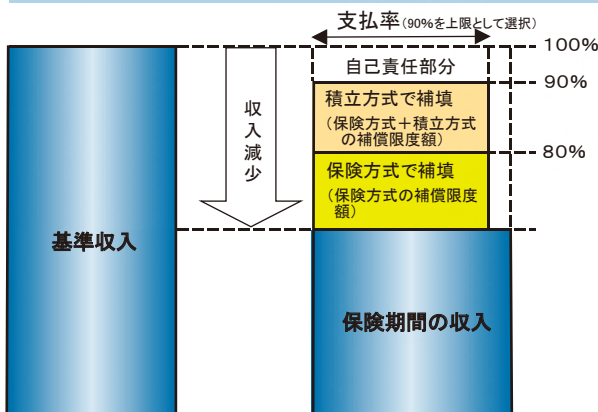 支払率(90%を上限として選択)
100%
自己責任部分
90%
積立方式で補填
(保険方式+積立方式
の補償限度額)
80%
保険方式で補填
(保険方式の補償限度
額)
収入減少
基準収入
保険期間の収入